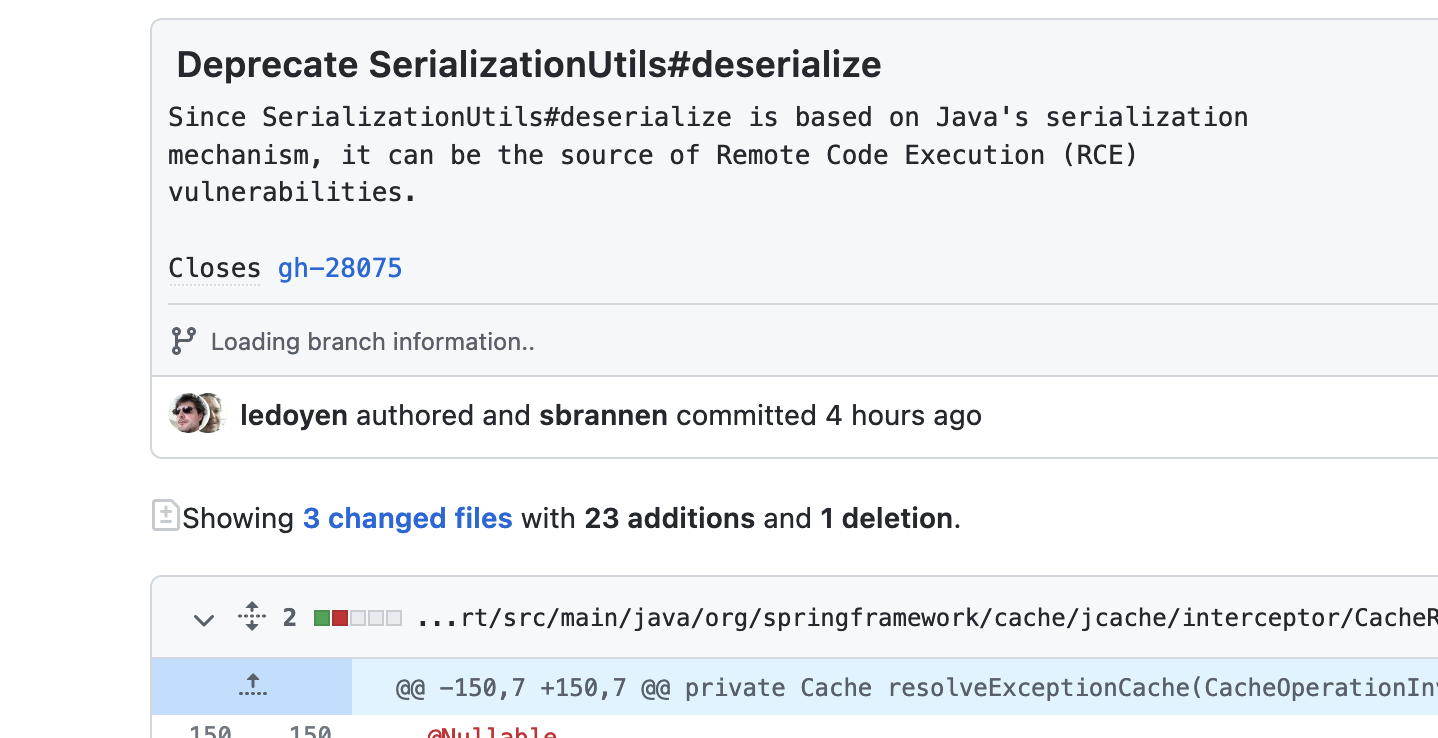 Deprecate SerializationUtils#deserialize
Since SerializationUtils#deserialize is based on Java's serialization
mechanism, it can be the source of Remote Code Execution (RCE)
vulnerabilities.
Closes gh-28075
Loading branch information..
ledoyen authored and sbrannen committed 4 hours ago
Showing 3 changed files with 23 additions and 1 deletion.
2 ...rt/src/main/java/org/springframework/cache/jcache/interceptor/CacheR
@@ -150,7 +150,7 @@ private Cache resolveExceptionCache(CacheOperationInv
150 150 @Nullable